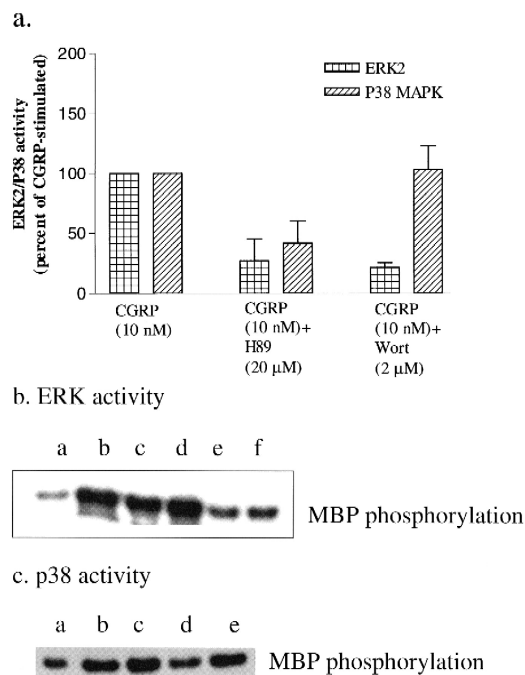 a.
200
150
100
50
0
ERK2/P38 activity
(percent of CGRP-stimulated)
ERK2
P38 MAPK
CGRP
(10 nM)
CGRP
(10 nM)+
H89
(20 μM)
CGRP
(10 nM)+
Wort
(2 μM)
b. ERK activity
a b c d e f
MBP phosphorylation
c. p38 activity
a b c d e
MBP phosphorylation